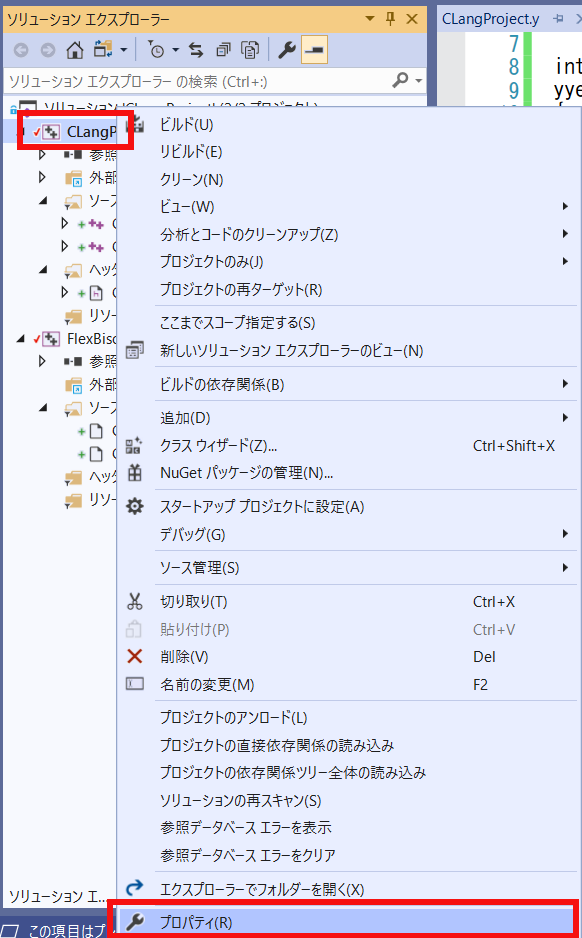 ソリューション エクスプローラー
CLangProject.y
7
8 int
9 yye
ソリューション エクスプローラー の検索 (Ctrl+:)
CLangP
参照
外部
ソース
ヘッダ
リソー
FlexBiso
参照
外部
ソース
ヘッダ
リソー
ビルド(U)
リビルド(E)
クリーン(N)
ビュー(W)
分析とコードのクリーンアップ(Z)
プロジェクトのみ(J)
プロジェクトの再ターゲット(R)
ここまでスコープ指定する(S)
新しいソリューション エクスプローラーのビュー(N)
ビルドの依存関係(B)
追加(D)
クラス ウィザード(Z)... Ctrl+Shift+X
NuGet パッケージの管理(N)...
スタートアップ プロジェクトに設定(A)
デバッグ(G)
ソース管理(S)
切り取り(T) Ctrl+X
貼り付け(P) Ctrl+V
削除(V) Del
名前の変更(M) F2
プロジェクトのアンロード(L)
プロジェクトの直接依存関係の読み込み
プロジェクトの依存関係ツリー全体の読み込み
ソリューションの再スキャン(S)
参照データベース エラーを表示
参照データベース エラーをクリア
エクスプローラーでフォルダーを開く(X)
プロパティ(R)
ソリューション エ...
この項目はプ